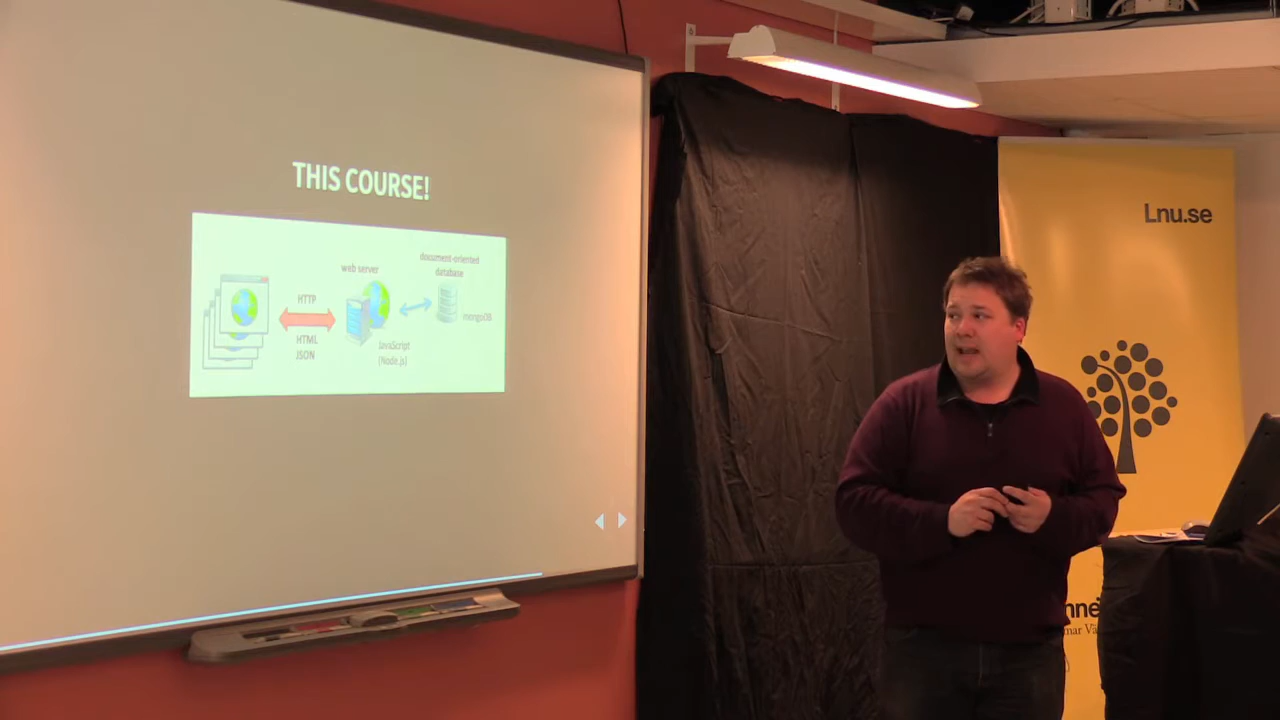 THIS COURSE!
HTTP
HTML
JSON
web server
JavaScript
[Node.js]
document-oriented
database
mongoDB
Lnu.se